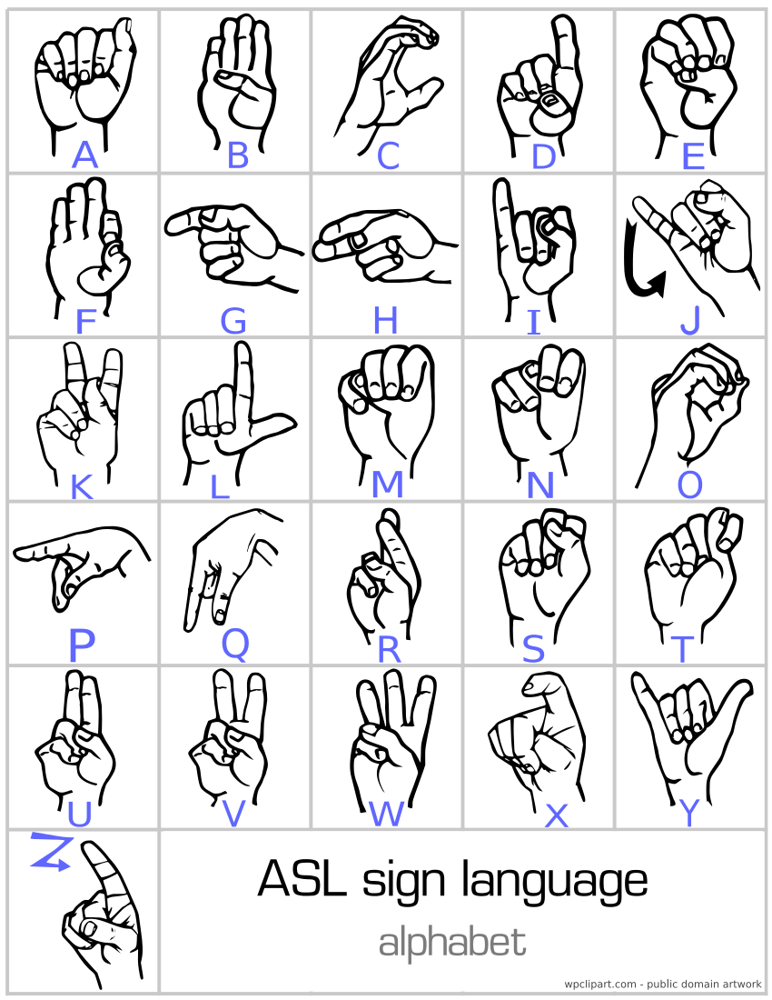 A B C D E
F G H I J
K L M N O
P Q R S T
U V W X Y
Z
ASL sign language
alphabet
wpclipart.com - public domain artwork